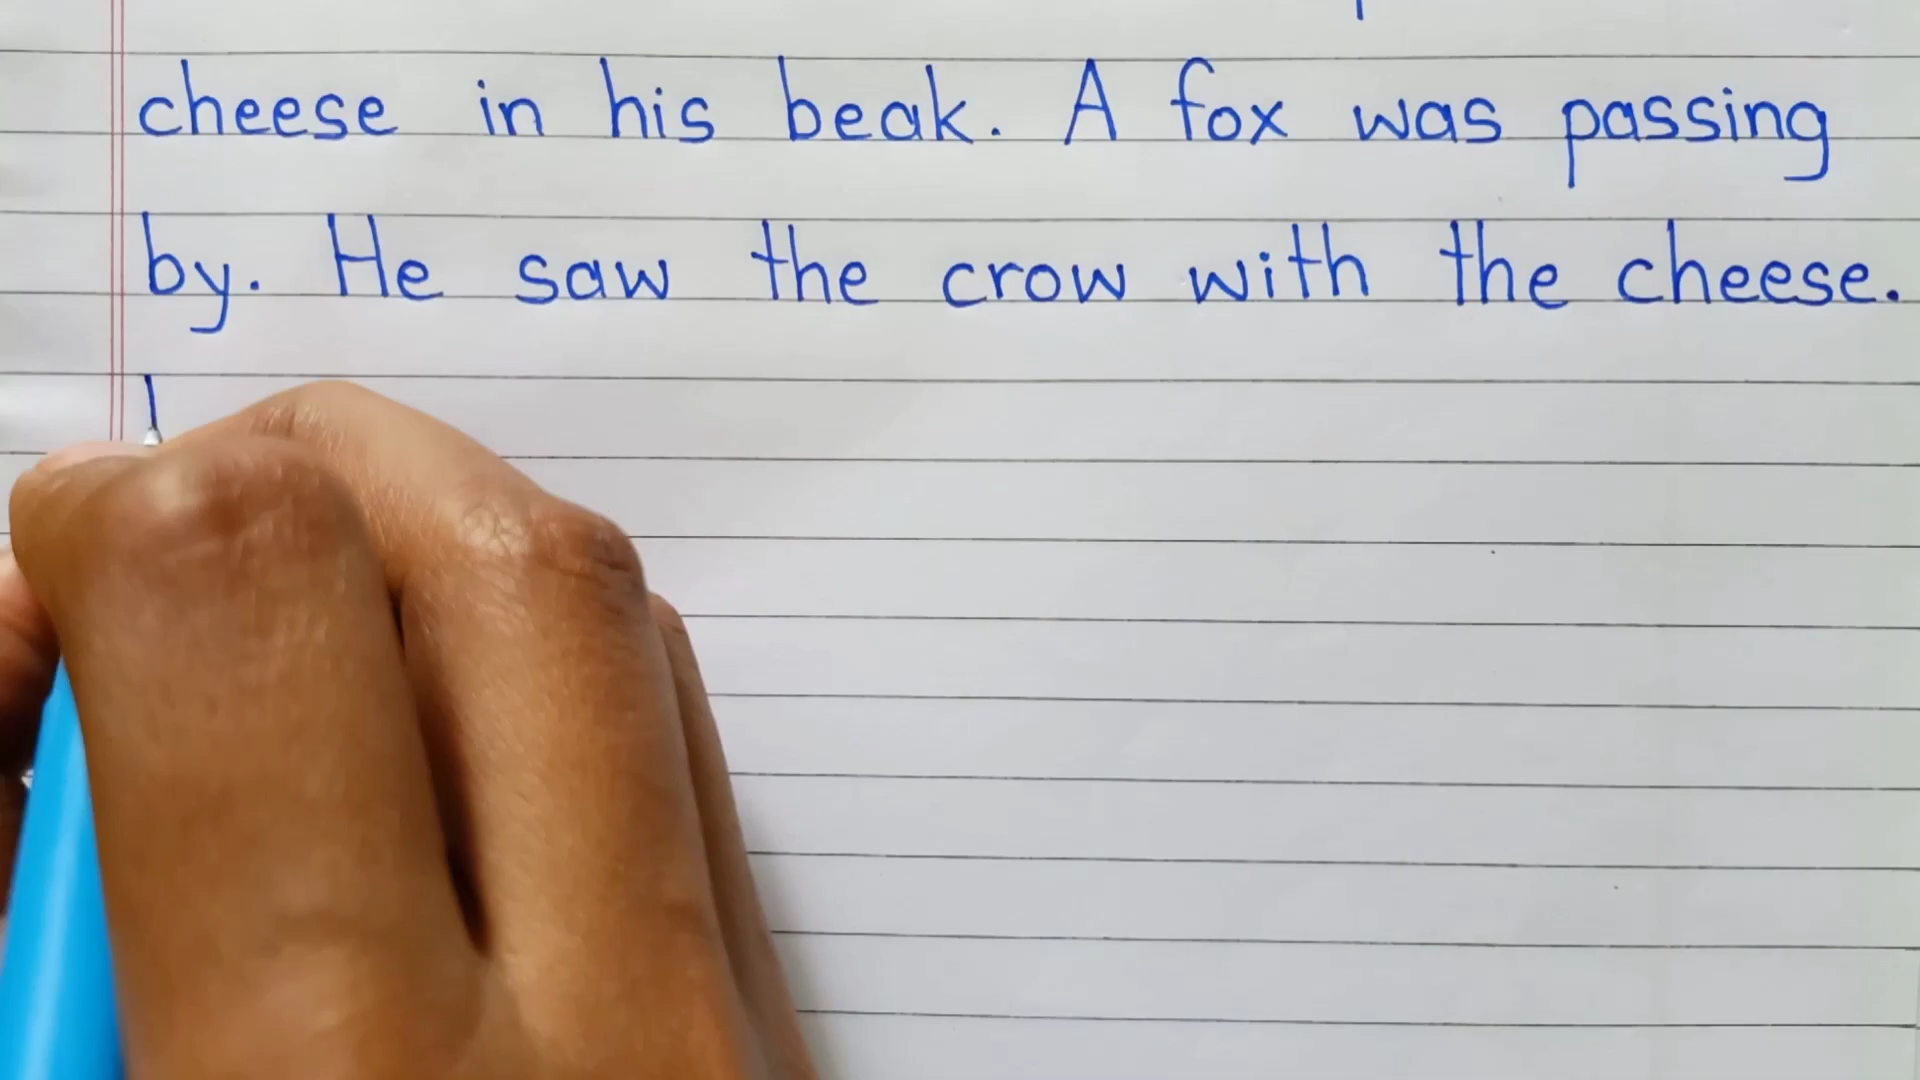 cheese in his beak. A fox was passing
by. He saw the crow with the cheese.